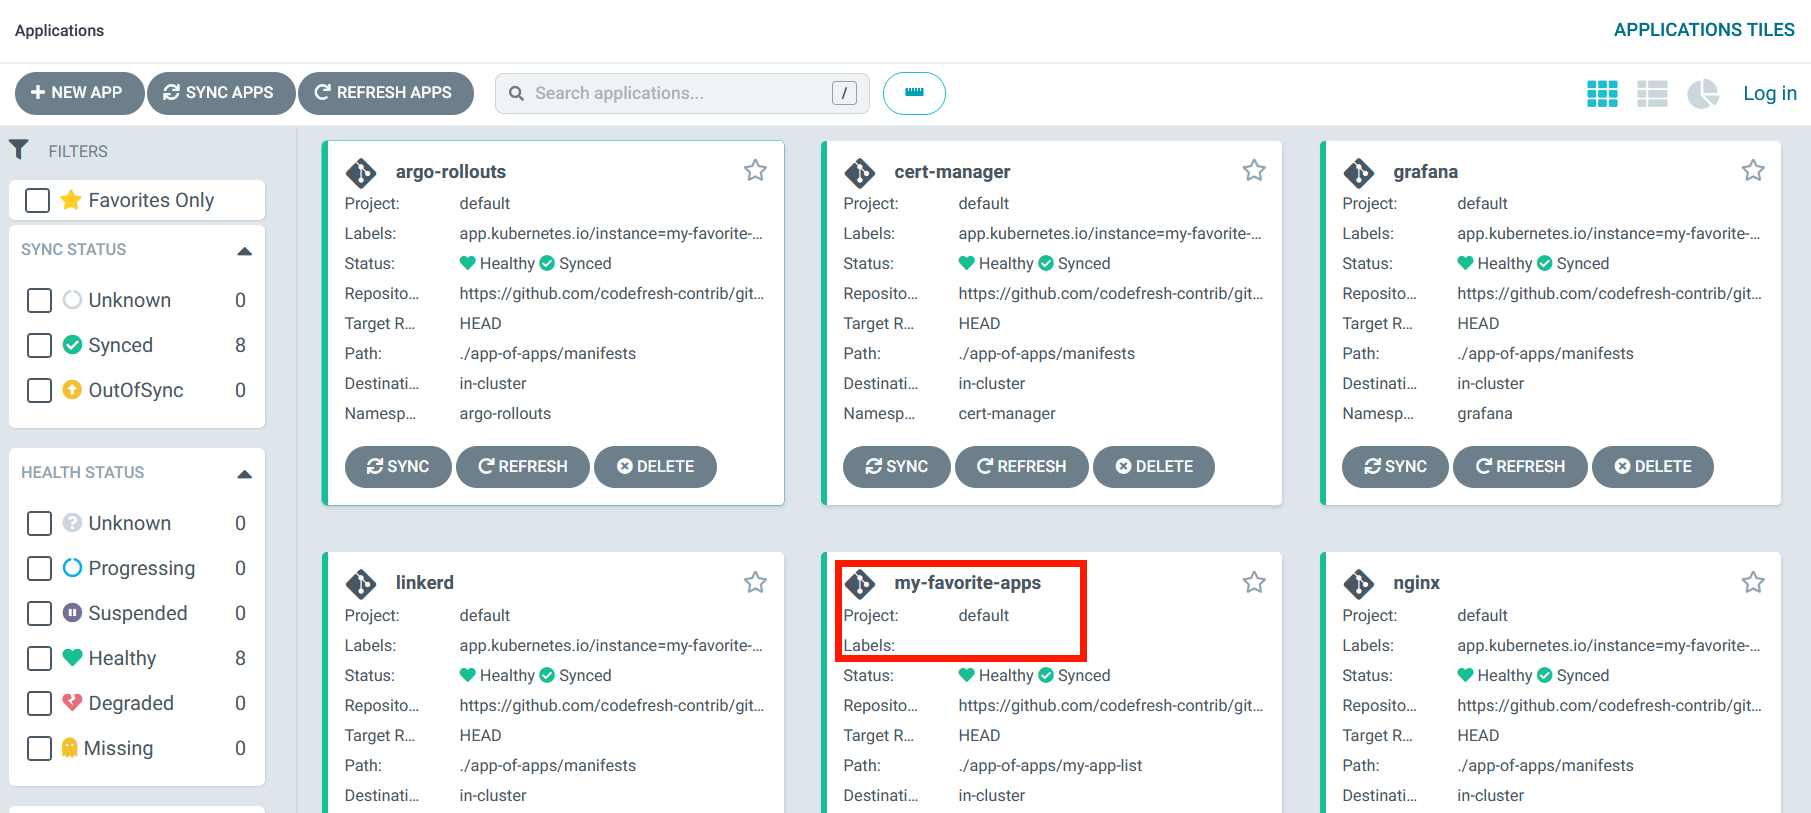 Applications
APPLICATIONS TILES
NEW APP
SYNC APPS
REFRESH APPS
Search applications...
/
Log in
FILTERS
Favorites Only
SYNC STATUS
Unknown 0
Synced 8
OutOfSync 0
HEALTH STATUS
Unknown 0
Progressing 0
Suspended 0
Healthy 8
Degraded 0
Missing 0
argo-rollouts
Project: default
Labels: app.kubernetes.io/instance=my-favorite-...
Status: Healthy Synced
Reposito... https://github.com/codefresh-contrib/git...
Target R... HEAD
Path: ./app-of-apps/manifests
Destinati... in-cluster
Namesp... argo-rollouts
SYNC REFRESH DELETE
cert-manager
Project: default
Labels: app.kubernetes.io/instance=my-favorite-...
Status: Healthy Synced
Reposito... https://github.com/codefresh-contrib/git...
Target R... HEAD
Path: ./app-of-apps/manifests
Destinati... in-cluster
Namesp... cert-manager
SYNC REFRESH DELETE
grafana
Project: default
Labels: app.kubernetes.io/instance=my-favorite-...
Status: Healthy Synced
Reposito... https://github.com/codefresh-contrib/git...
Target R... HEAD
Path: ./app-of-apps/manifests
Destinati... in-cluster
Namesp... grafana
SYNC REFRESH DELETE
linkerd
Project: default
Labels: app.kubernetes.io/instance=my-favorite-...
Status: Healthy Synced
Reposito... https://github.com/codefresh-contrib/git...
Target R... HEAD
Path: ./app-of-apps/manifests
Destinati... in-cluster
my-favorite-apps
Project: default
Labels:
Status: Healthy Synced
Reposito... https://github.com/codefresh-contrib/git...
Target R... HEAD
Path: ./app-of-apps/my-app-list
Destinati... in-cluster
nginx
Project: default
Labels: app.kubernetes.io/instance=my-favorite-...
Status: Healthy Synced
Reposito... https://github.com/codefresh-contrib/git...
Target R... HEAD
Path: ./app-of-apps/manifests
Destinati... in-cluster